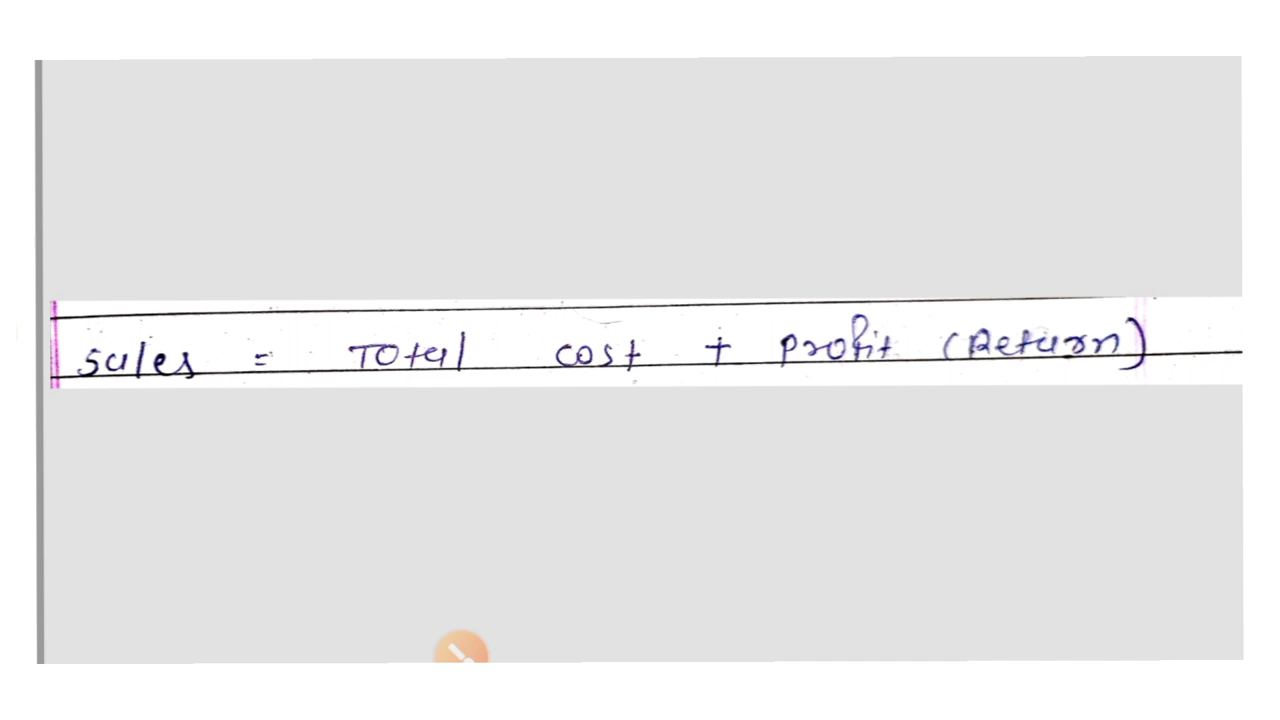 Sales = Total cost + Profit (Return)